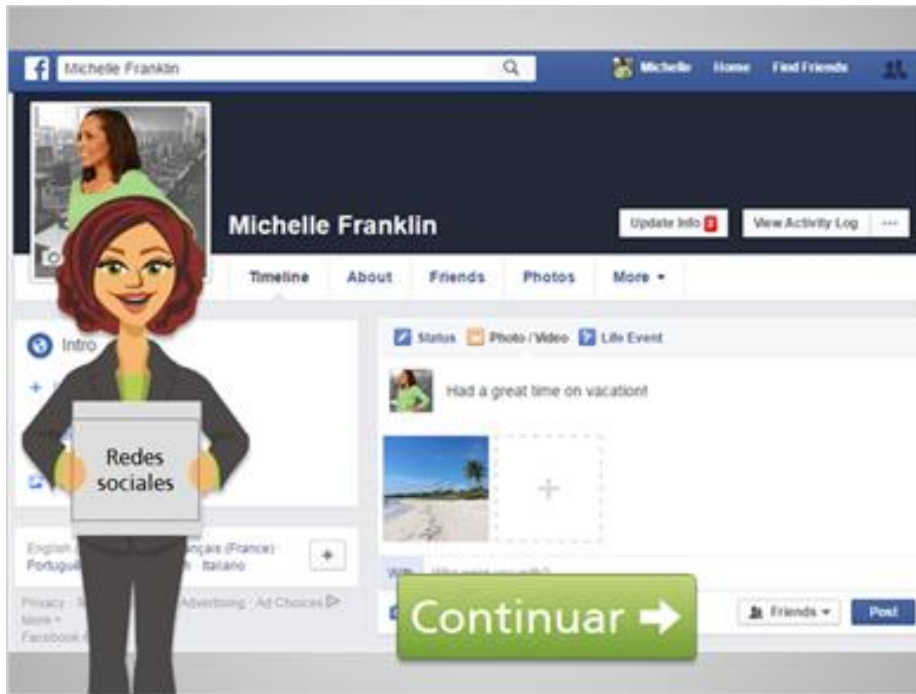 f Michelle Franklin Michelle Home Find Friends
Michelle Franklin
Update Info 3 View Activity Log ...
Timeline About Friends Photos More
Intro
Status Photo / Video Life Event
Had a great time on vacation!
Redes
sociales
English (France)
Italiano
Privacy Advertising Ad Choices
More
Facebook
Continuar
Friends Post